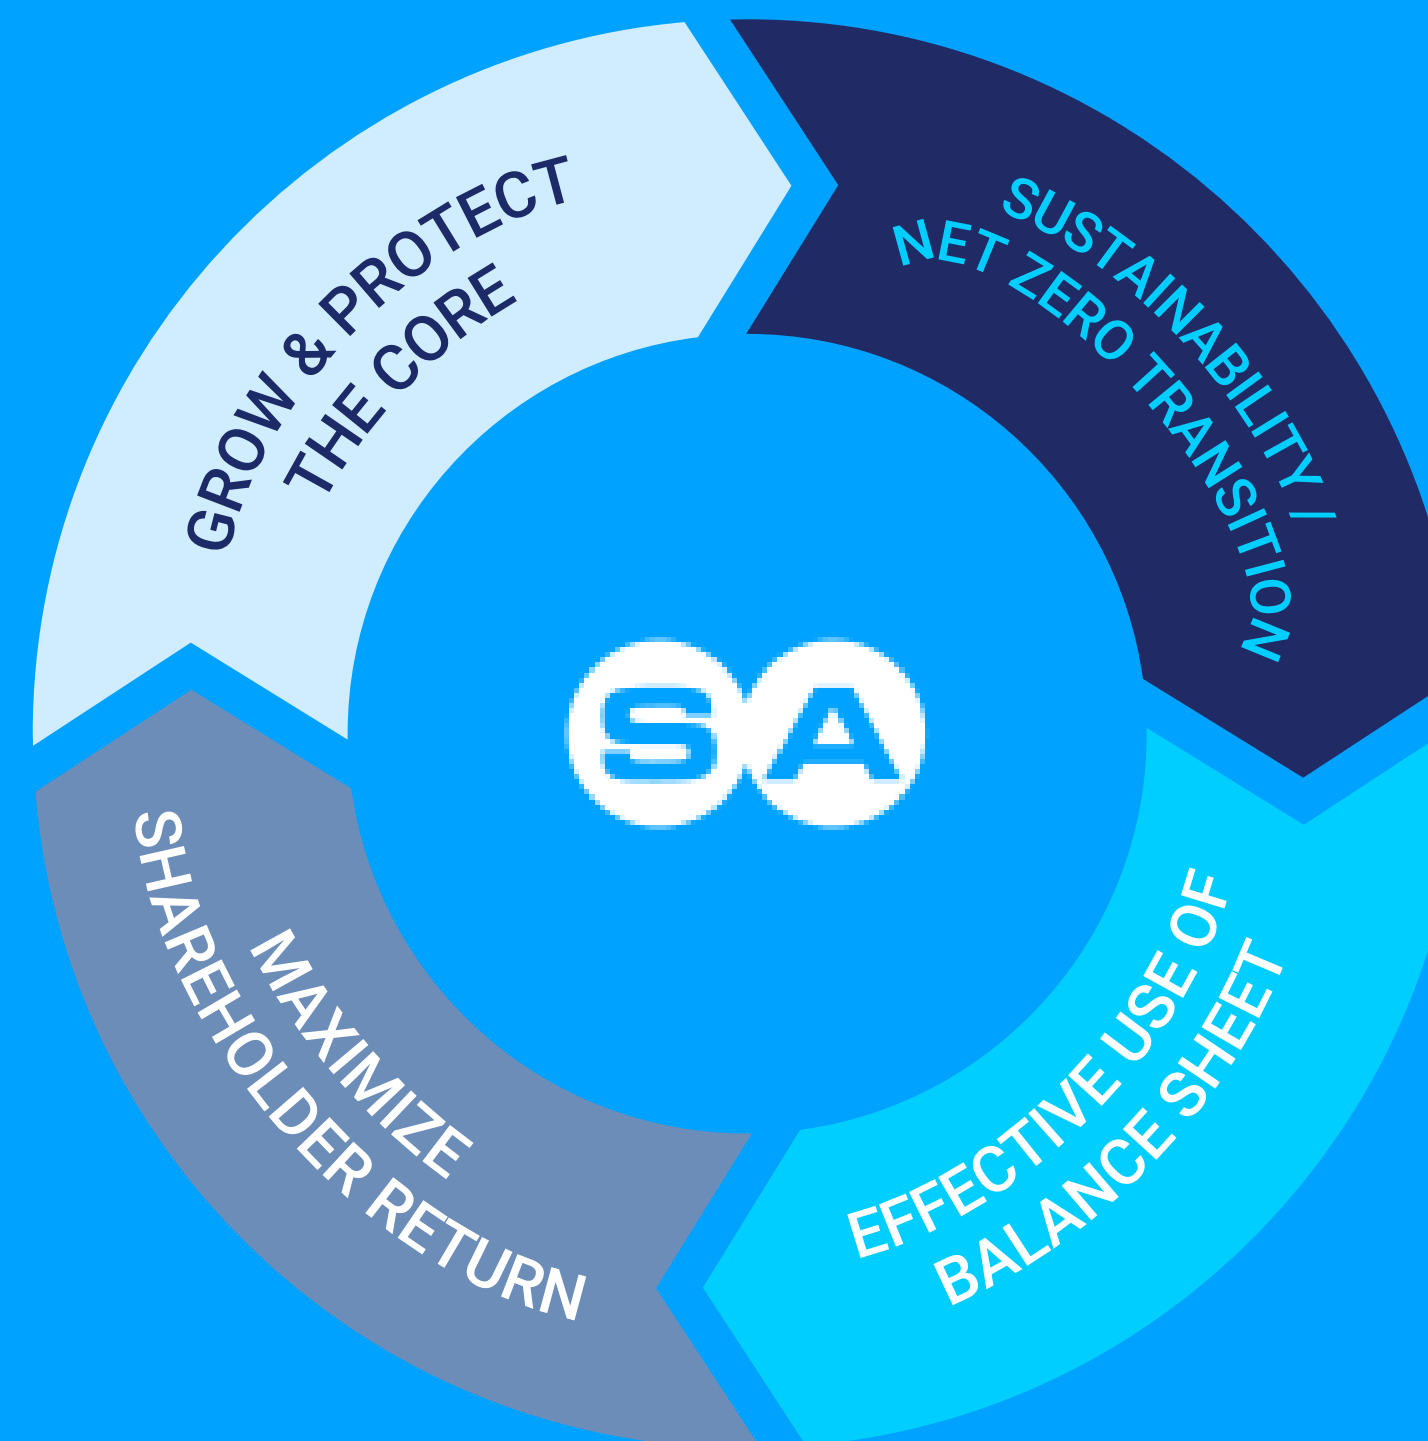 GROW & PROTECT
THE CORE
SUSTAINABILITY /
NET ZERO TRANSITION
SA
EFFECTIVE USE OF
BALANCE SHEET
MAXIMIZE
SHAREHOLDER RETURN